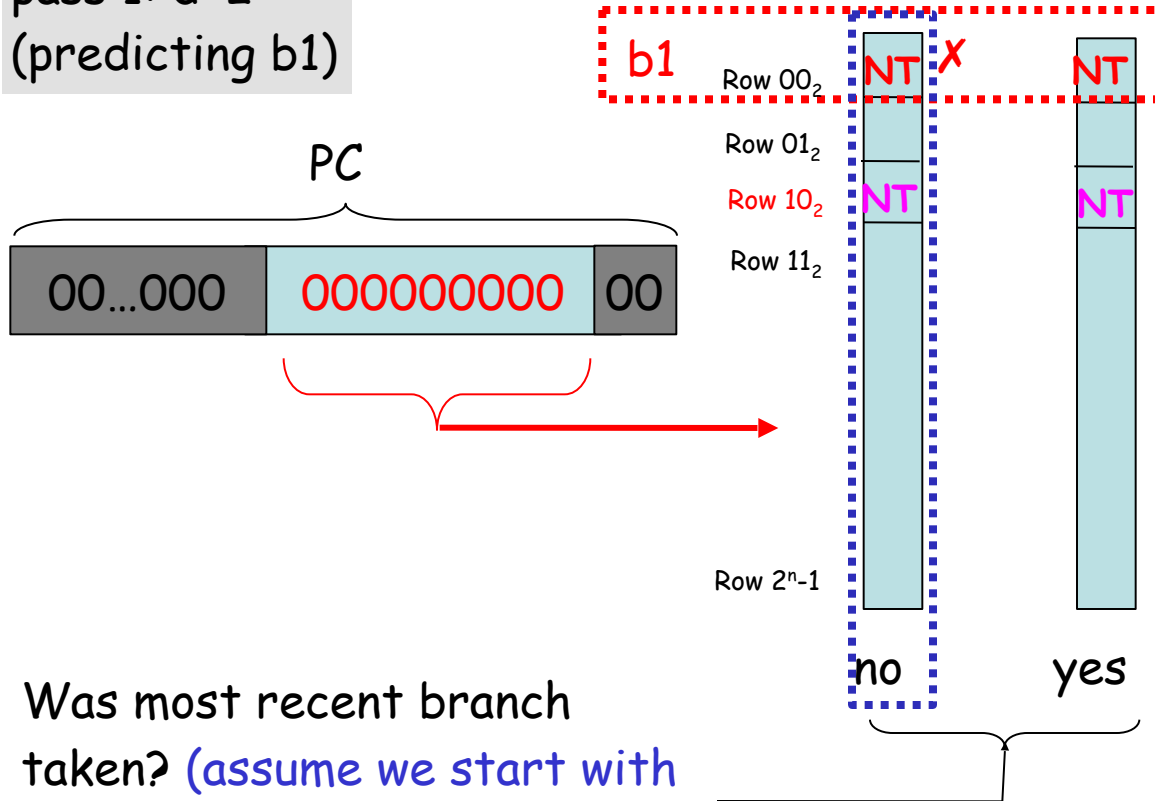 (predicting b1)
b1
Row 00₂
NT ✗
NT
Row 01₂
PC
Row 10₂
NT
NT
Row 11₂
00...000
000000000
00
Row 2ⁿ-1
no
yes
Was most recent branch
taken? (assume we start with